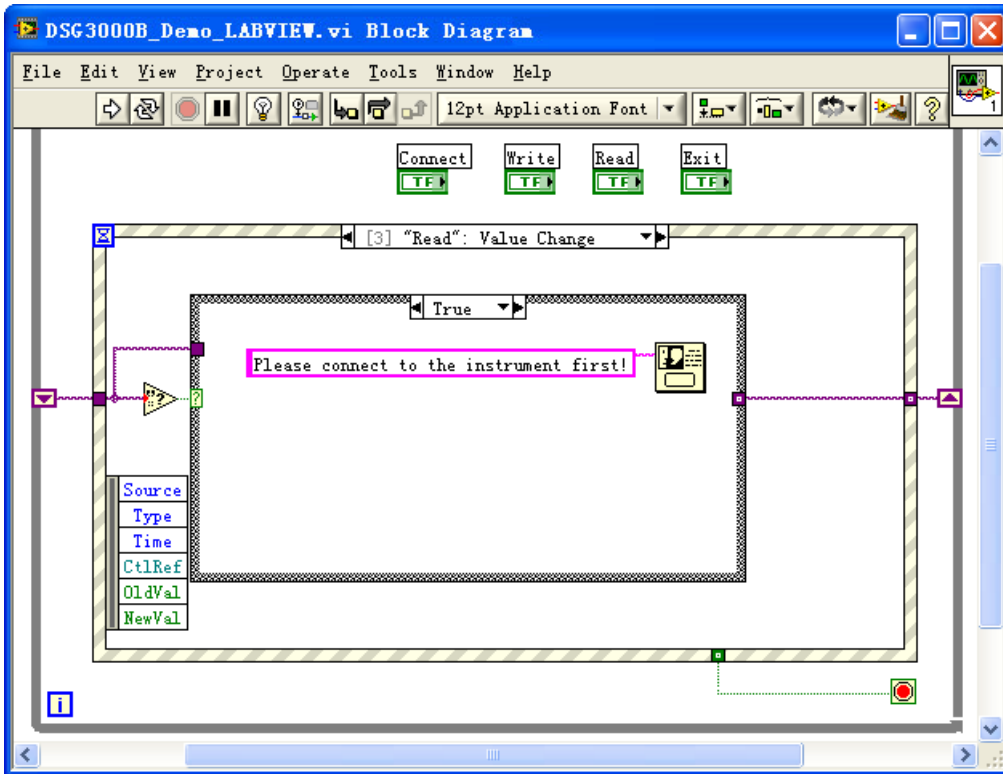 DSG3000B_Demo_LABVIEW.vi Block Diagram
File Edit View Project Operate Tools Window Help
12pt Application Font
?
1
Connect Write Read Exit
TF TF TF TF
[3] "Read": Value Change
True
Please connect to the instrument first!
?
?
Source
Type
Time
CtlRef
OldVal
NewVal
i